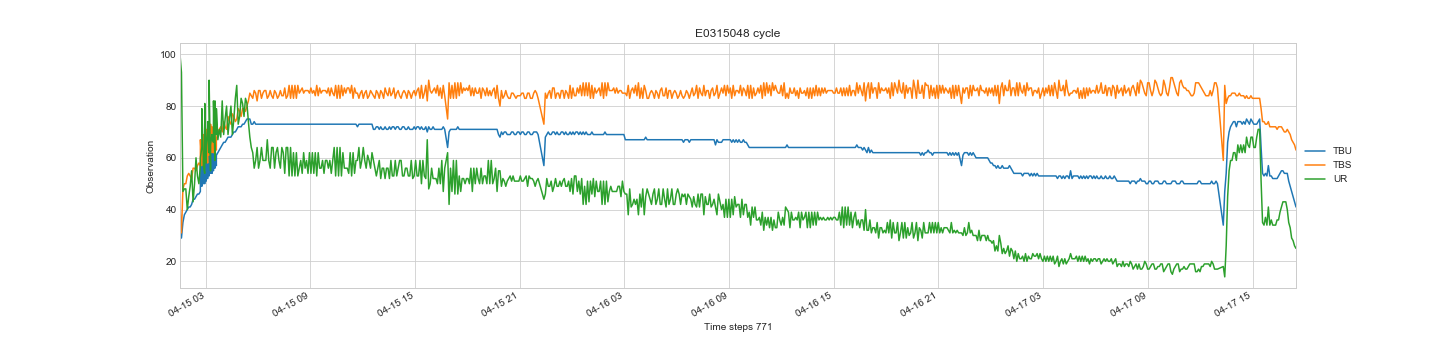 E0315048 cycle
100
80
60
40
20
Observation
TBU
TBS
UR
04-15 03
04-15 09
04-15 15
04-15 21
04-16 03
04-16 09
04-16 15
04-16 21
04-17 03
04-17 09
04-17 15
Time steps 771